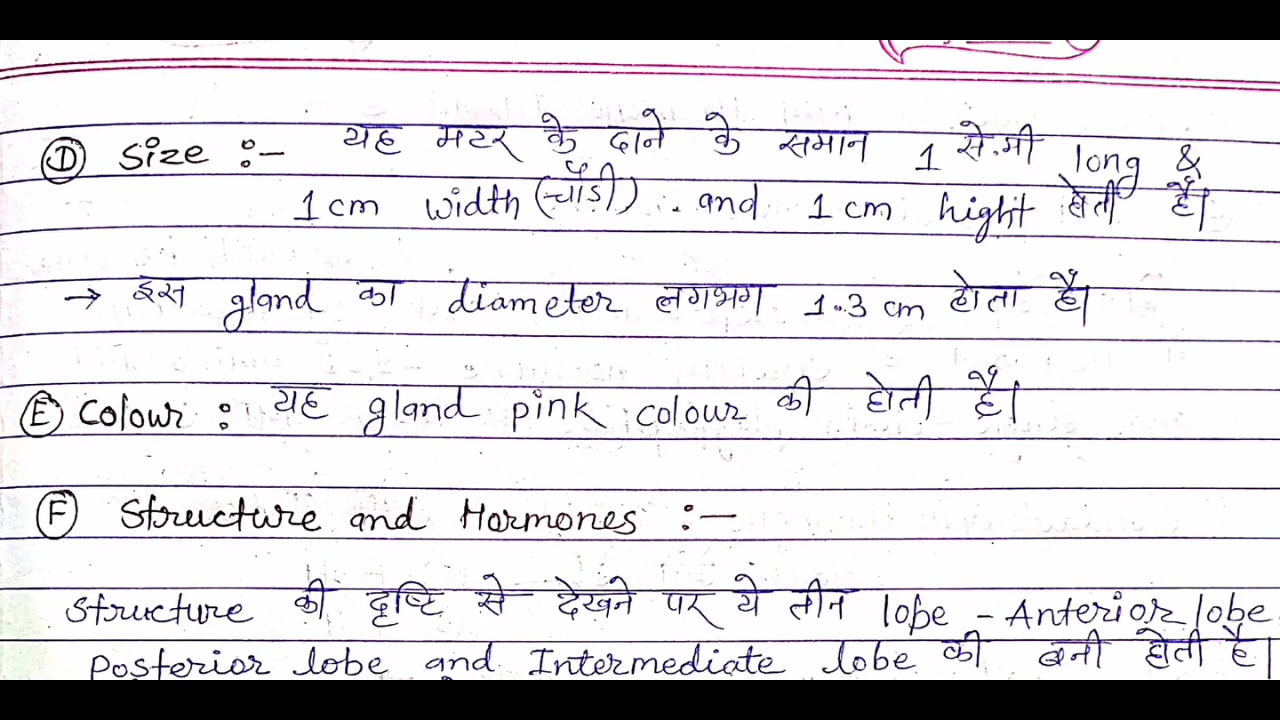 D Size :- यह मटर के दाने के समान 1 से.मी long &
1 cm width (चौड़ी) . and 1 cm hight होती है।
→ इस gland का diameter लगभग 1.3 cm होता है।
E Colour : यह gland pink colour की होती है।
F Structure and Hormones :-
Structure की दृष्टि से देखने पर ये तीन lobe - Anterior lobe
Posterior lobe and Intermediate lobe की बनी होती है।